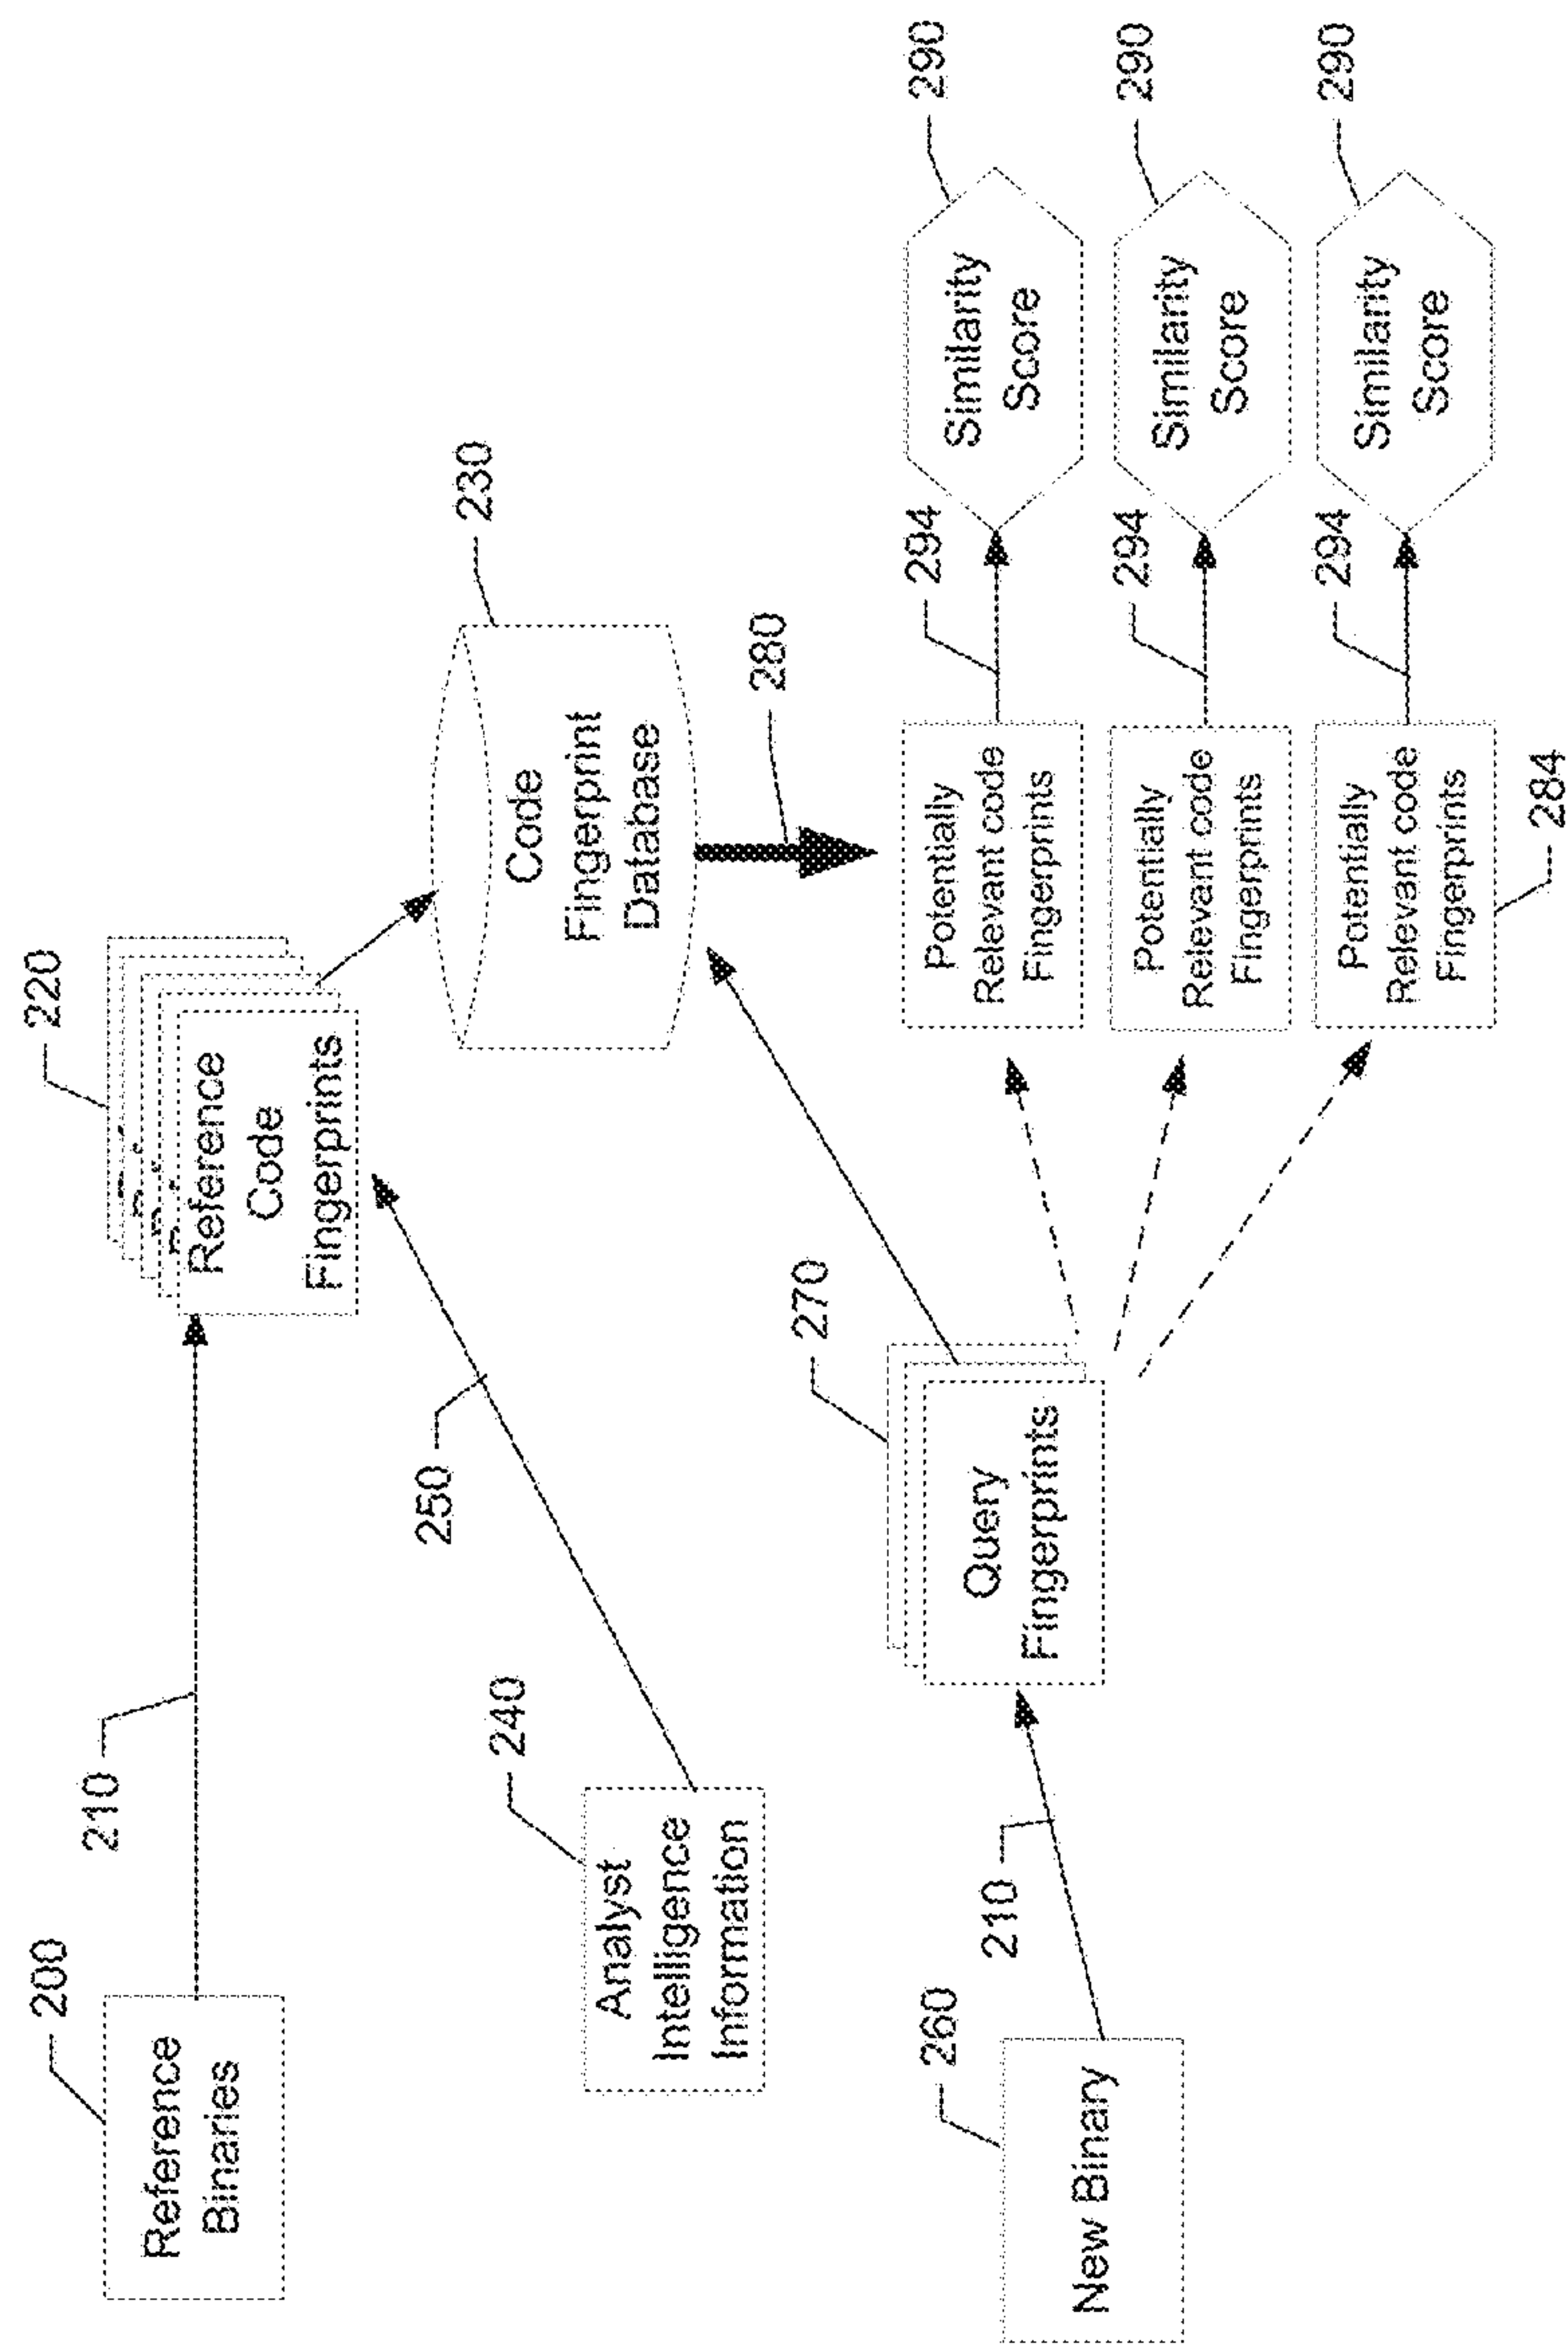 200
Reference
Binaries
210
220
Reference
Code
Fingerprints
240
Analyst
Intelligence
Information
250
230
Code
Fingerprint
Database
280
260
New Binary
210
270
Query
Fingerprints
Potentially
Relevant code
Fingerprints
294
Similarity
Score
290
Potentially
Relevant code
Fingerprints
294
Similarity
Score
290
Potentially
Relevant code
Fingerprints
284
294
Similarity
Score
290